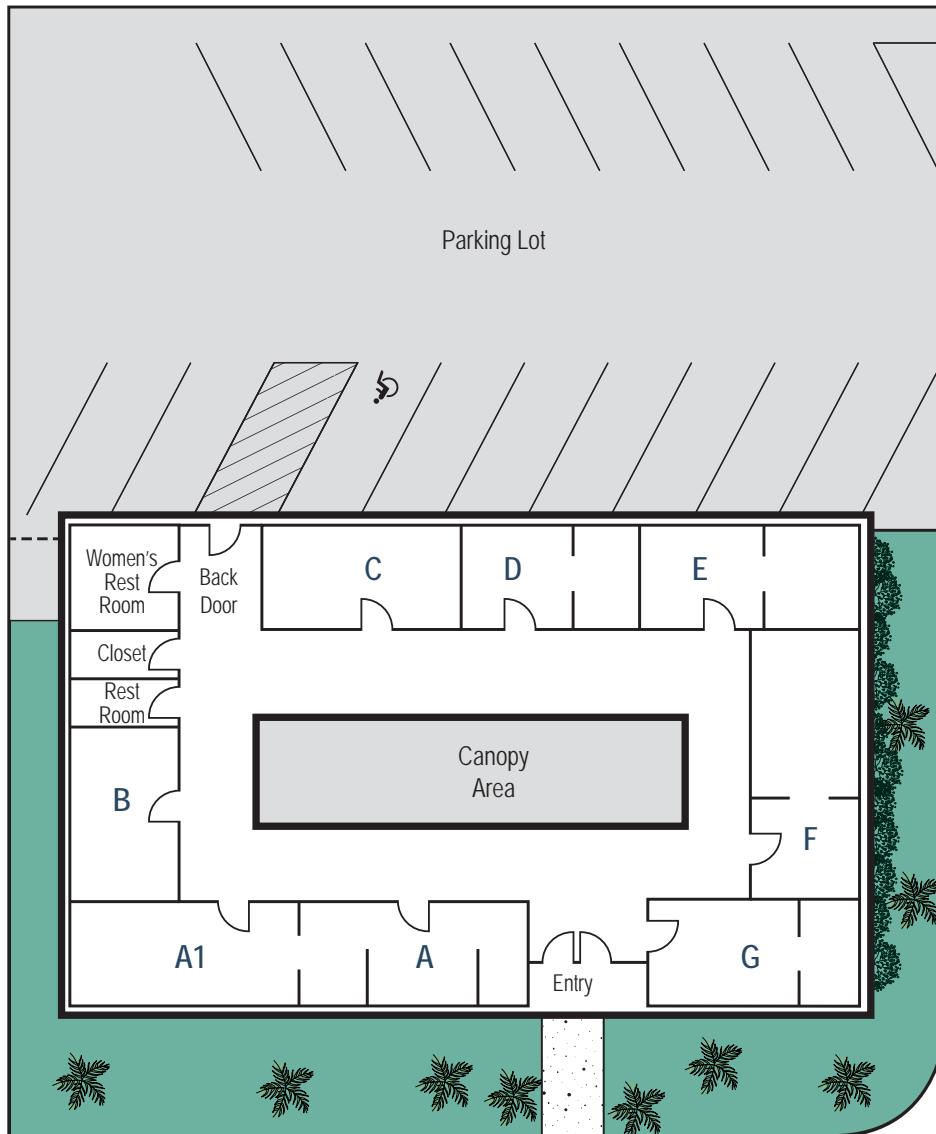 Parking Lot
Women's
Rest
Room
Back
Door
C
D
E
Closet
Rest
Room
Canopy
Area
B
F
A1
A
G
Entry